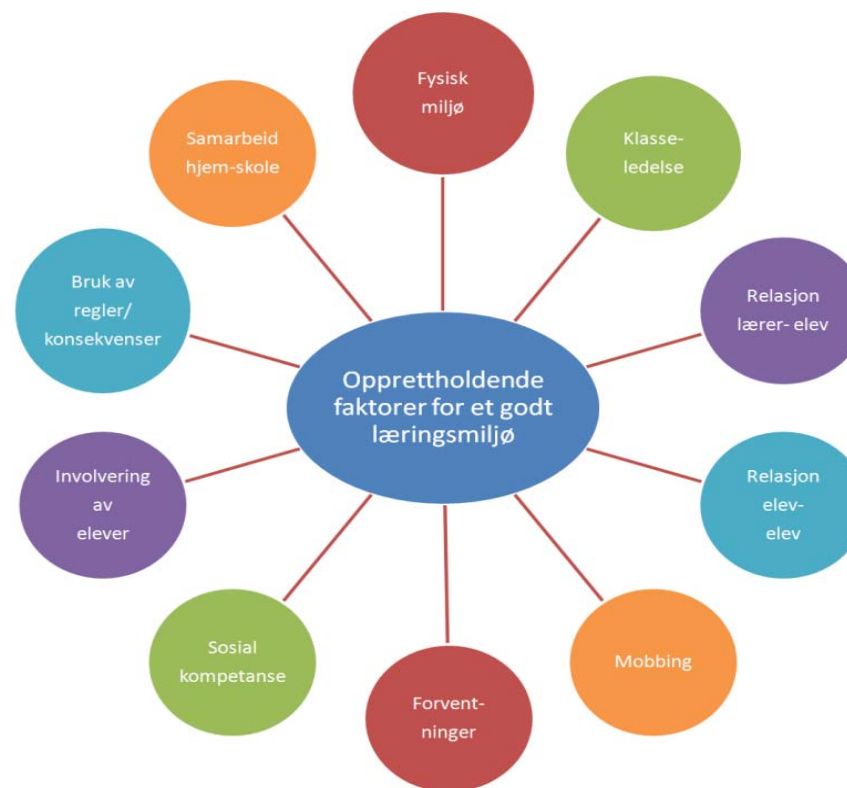 Fysisk
miljø
Klasse-
ledelse
Relasjon
lærer- elev
Relasjon
elev-
elev
Mobbing
Forvent-
ninger
Sosial
kompetanse
Involvering
av
elever
Bruk av
regler/
konsekvenser
Samarbeid
hjem-skole
Opprettholdende
faktorer for et godt
læringsmiljø